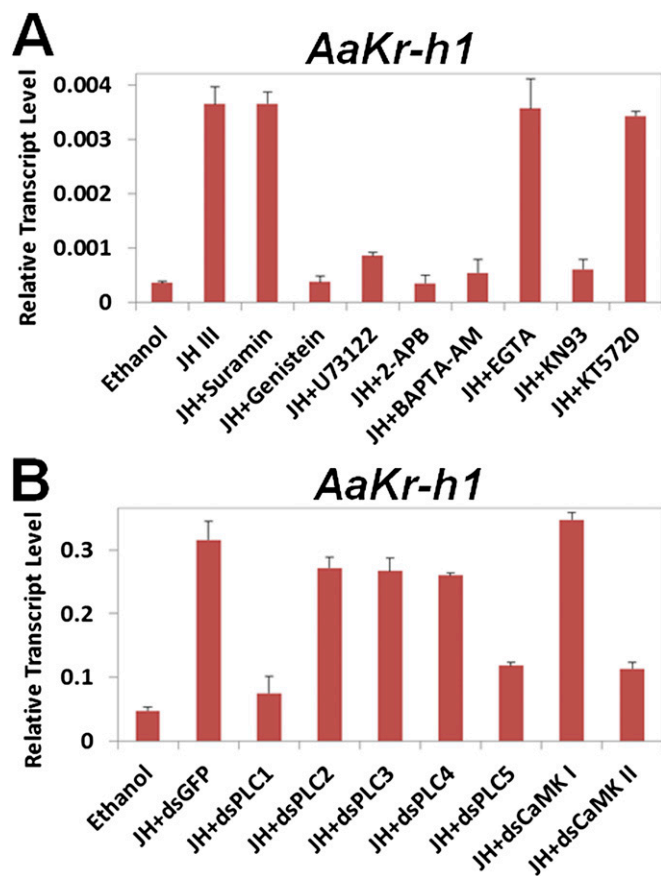 A
AaKr-h1
Relative Transcript Level
0.004
0.003
0.002
0.001
0
Ethanol
JH III
JH+Suramin
JH+Genistein
JH+U73122
JH+2-APB
JH+BAPTA-AM
JH+EGTA
JH+KN93
JH+KT5720
B
AaKr-h1
Relative Transcript Level
0.3
0.2
0.1
0
Ethanol
JH+dsGFP
JH+dsPLC1
JH+dsPLC2
JH+dsPLC3
JH+dsPLC4
JH+dsPLC5
JH+dsCaMK I
JH+dsCaMK II